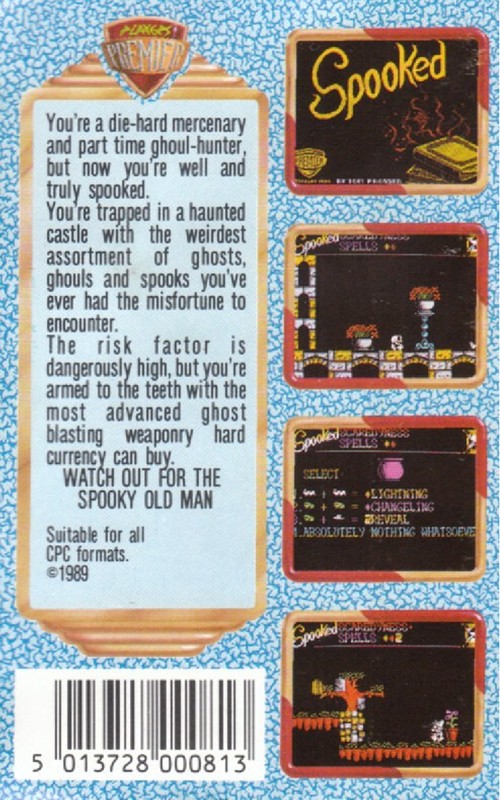 PLAYERS
PREMIER
You're a die-hard mercenary
and part time ghoul-hunter,
but now you're well and
truly spooked.
You're trapped in a haunted
castle with the weirdest
assortment of ghosts,
ghouls and spooks you've
ever had the misfortune to
encounter.
The risk factor is
dangerously high, but you're
armed to the teeth with the
most advanced ghost
blasting weaponry hard
currency can buy.
WATCH OUT FOR THE
SPOOKY OLD MAN
Suitable for all
CPC formats.
©1989
5 013728 000813
Spooked
Spooked SCAREDYNESS
SPELLS
Spooked SCAREDYNESS
SPELLS
SELECT
LIGHTNING
CHANGELING
REVEAL
4.ABSOLUTELY NOTHING WHATSOEVE
Spooked SCAREDYNESS
SPELLS 2